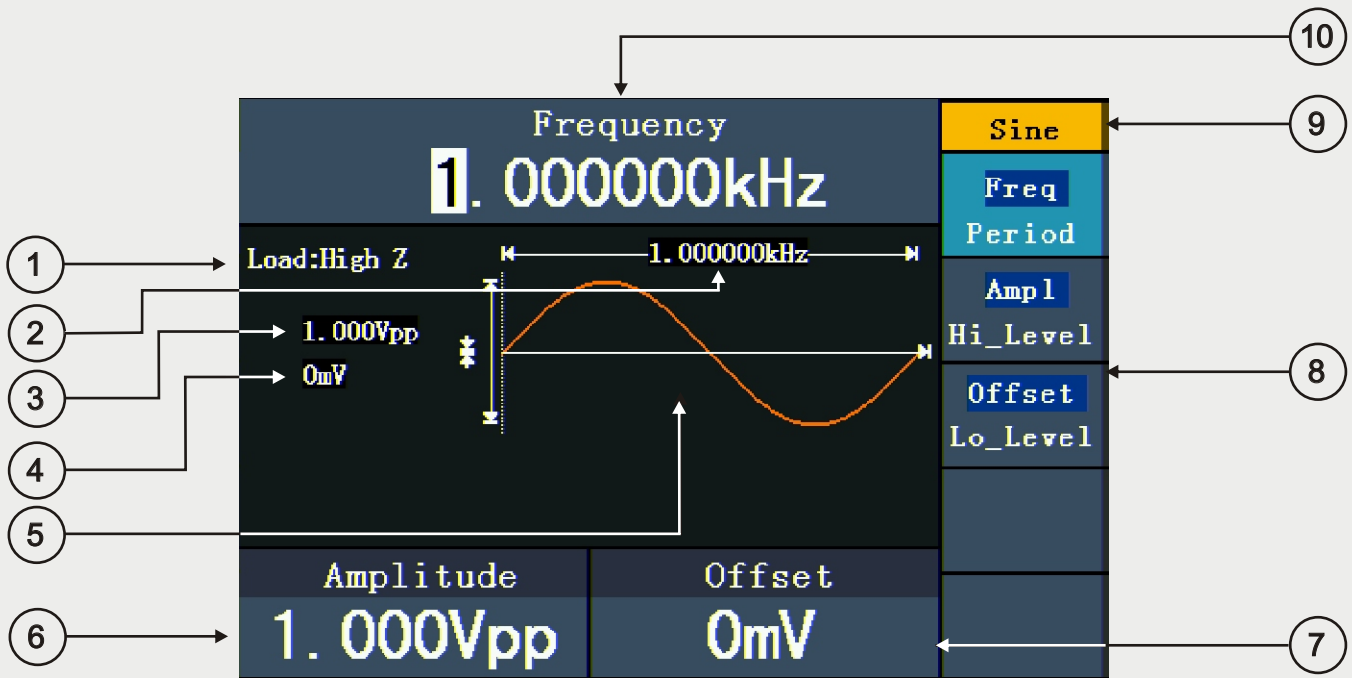 10
Frequency
1.000000kHz
Sine
9
Freq
Period
1
Load:High Z
1.000000kHz
2
1.000Vpp
Ampl
Hi_Level
3
0mV
8
Offset
Lo_Level
4
5
Amplitude
Offset
6
1.000Vpp
0mV
7